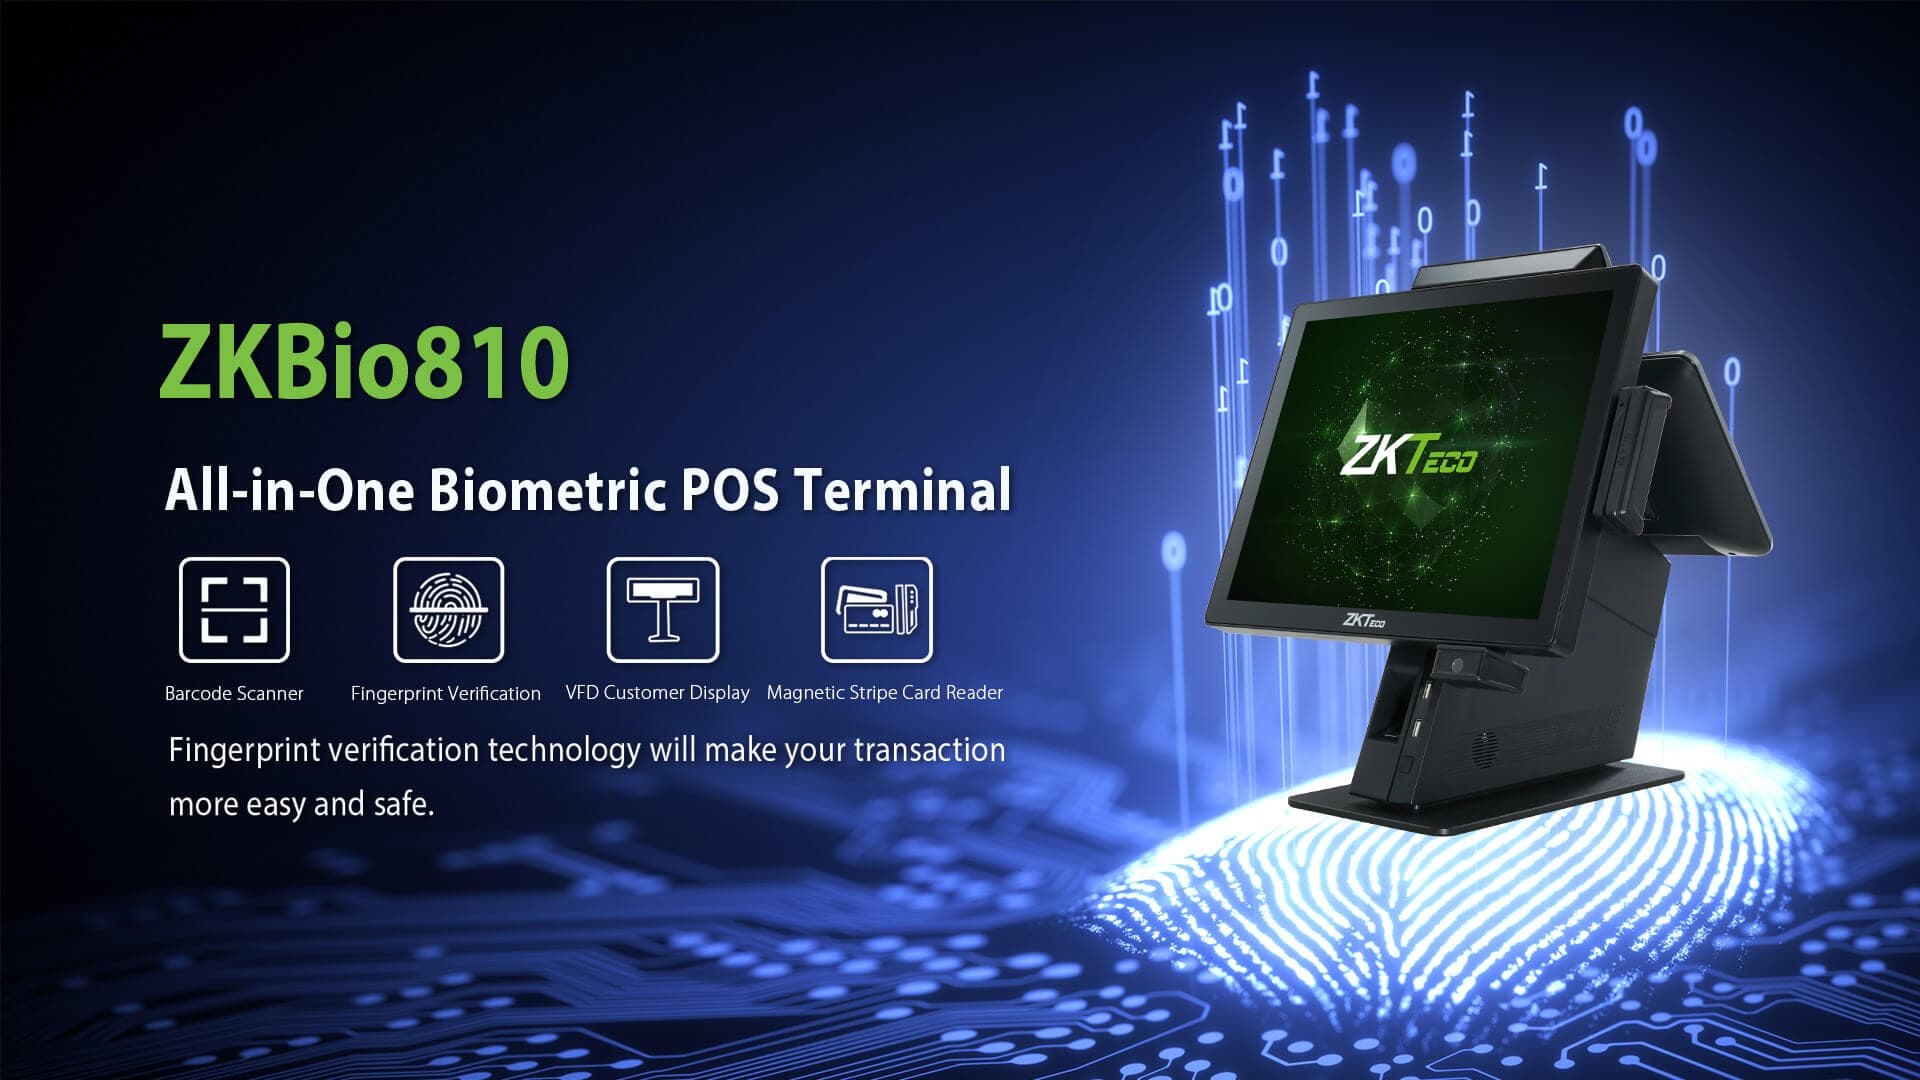 ZKBio810
All-in-One Biometric POS Terminal
Barcode Scanner
Fingerprint Verification
VFD Customer Display
Magnetic Stripe Card Reader
Fingerprint verification technology will make your transaction
more easy and safe.
ZKTECO
ZKTECO